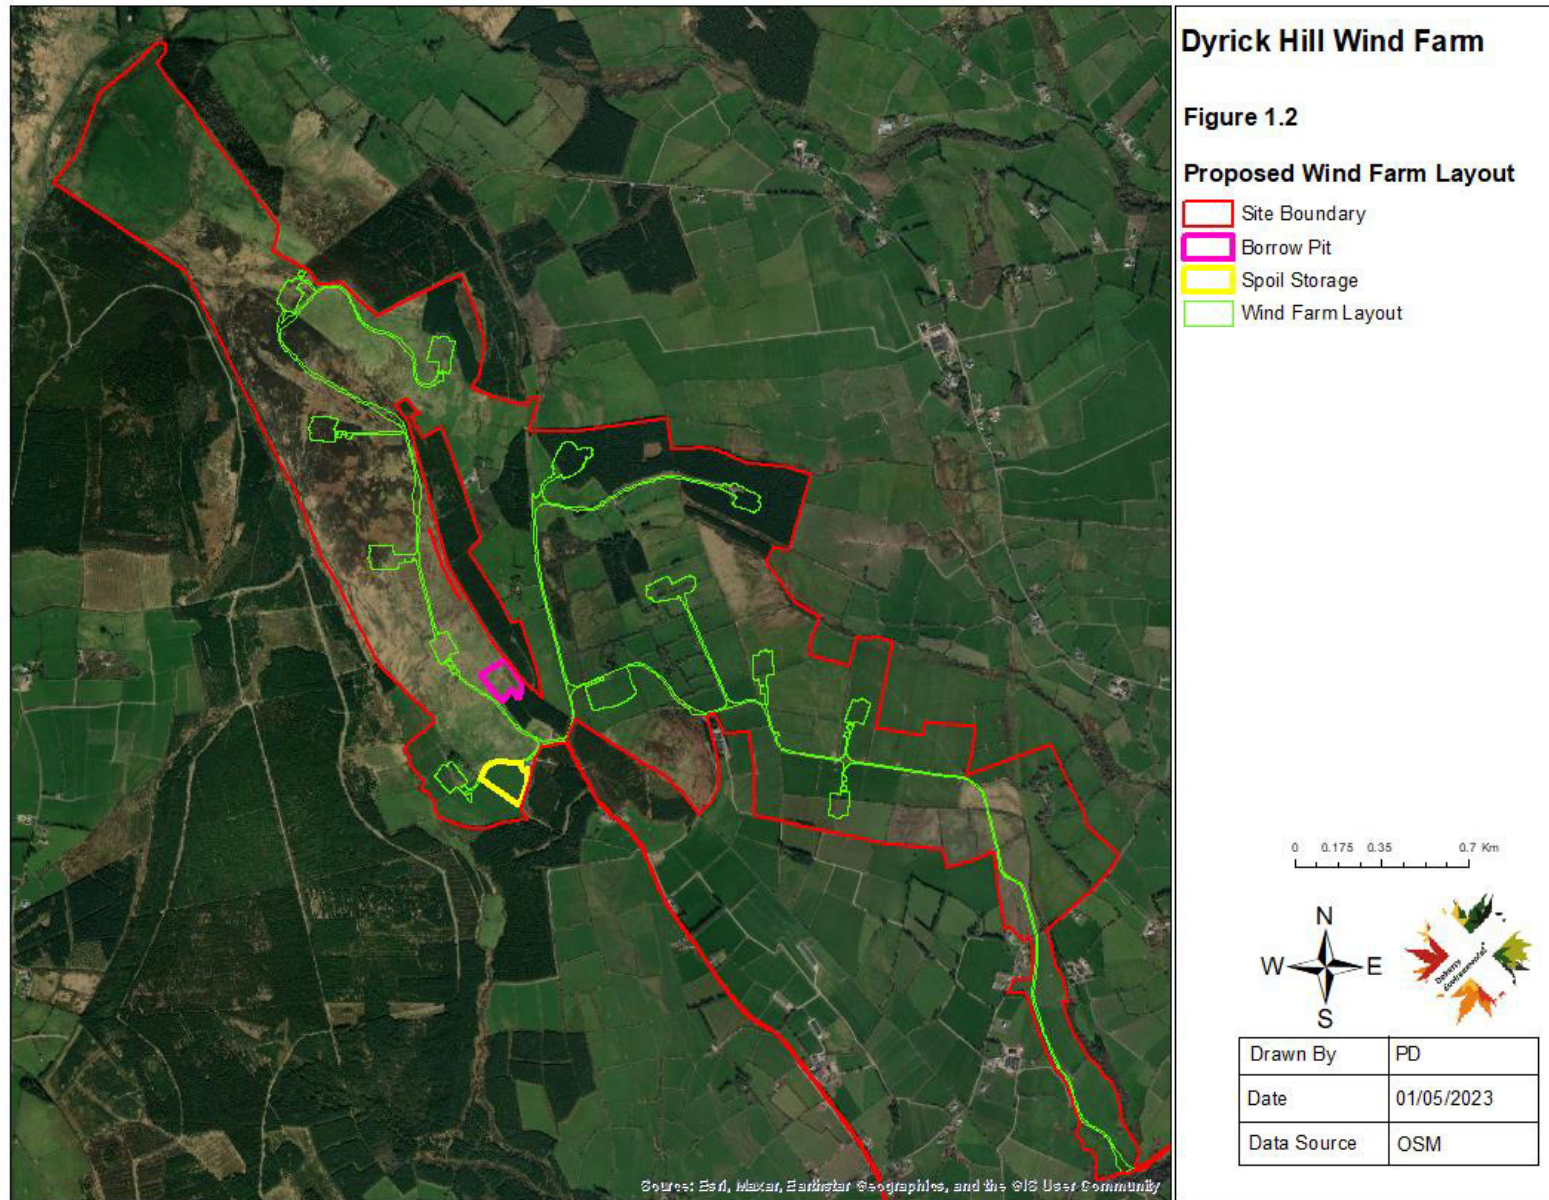 Dyrick Hill Wind Farm
Figure 1.2
Proposed Wind Farm Layout
Site Boundary
Borrow Pit
Spoil Storage
Wind Farm Layout
0 0.175 0.35 0.7 Km
N
W E
S
Doherty
Environmental
Drawn By PD
Date 01/05/2023
Data Source OSM
Source: Esri, Maxar, Earthstar Geographics, and the GIS User Community